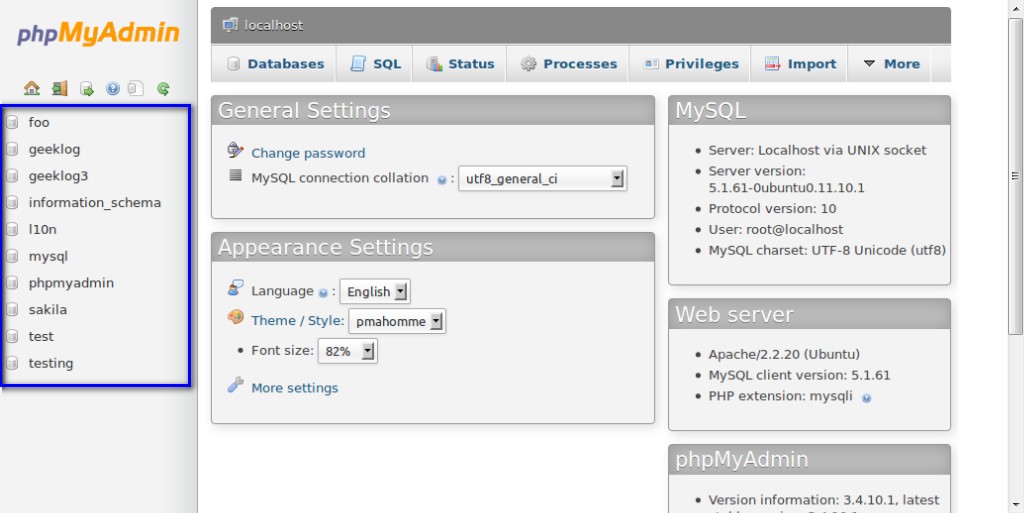 phpMyAdmin
foo
geeklog
geeklog3
information_schema
l10n
mysql
phpmyadmin
sakila
test
testing
localhost
Databases SQL Status Processes Privileges Import More
General Settings
Change password
MySQL connection collation : utf8_general_ci
Appearance Settings
Language : English
Theme / Style: pmahomme
• Font size: 82%
More settings
MySQL
• Server: Localhost via UNIX socket
• Server version:
5.1.61-0ubuntu0.11.10.1
• Protocol version: 10
• User: root@localhost
• MySQL charset: UTF-8 Unicode (utf8)
Web server
• Apache/2.2.20 (Ubuntu)
• MySQL client version: 5.1.61
• PHP extension: mysqli
phpMyAdmin
• Version information: 3.4.10.1, latest